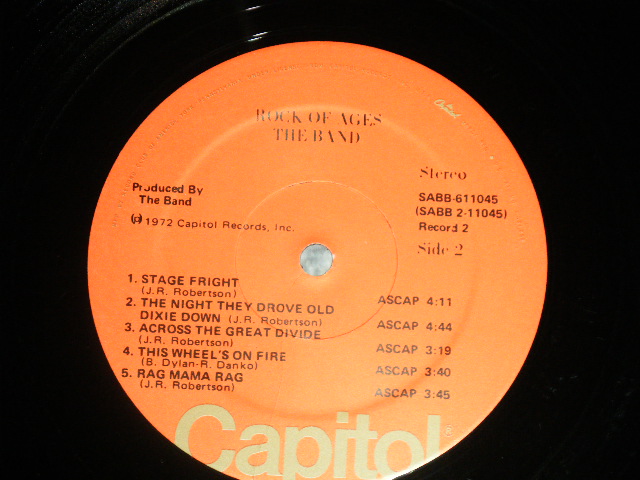 ROCK OF AGES
THE BAND
Capitol
Stereo
Produced By
The Band
SABB-611045
(SABB 2-11045)
℗ 1972 Capitol Records, Inc.
Record 2
Side 2
1. STAGE FRIGHT
(J.R. Robertson) ASCAP 4:11
2. THE NIGHT THEY DROVE OLD
DIXIE DOWN (J.R. Robertson) ASCAP 4:44
3. ACROSS THE GREAT DIVIDE
(J.R. Robertson) ASCAP 3:19
4. THIS WHEEL'S ON FIRE
(B. Dylan-R. Danko) ASCAP 3:40
5. RAG MAMA RAG
(J.R. Robertson) ASCAP 3:45
Capitol